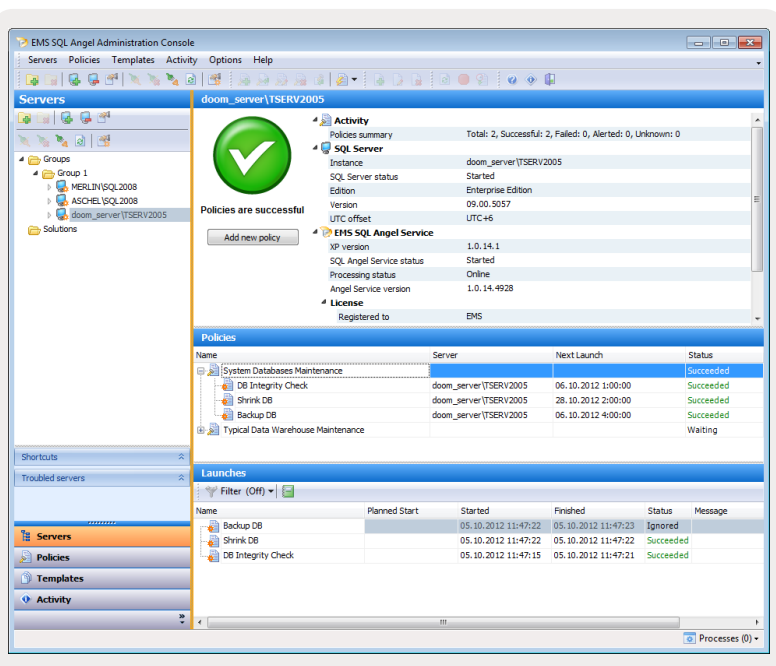 EMS SQL Angel Administration Console
Servers Policies Templates Activity Options Help
Servers
Groups
Group 1
MERLIN\SQL2008
ASCHEL\SQL2008
doom_server\TSERV2005
Solutions
Shortcuts
Troubled servers
Servers
Policies
Templates
Activity
doom_server\TSERV2005
Policies are successful
Add new policy
Activity
Policies summary Total: 2, Successful: 2, Failed: 0, Alerted: 0, Unknown: 0
SQL Server
Instance doom_server\TSERV2005
SQL Server status Started
Edition Enterprise Edition
Version 09.00.5057
UTC offset UTC+6
EMS SQL Angel Service
XP version 1.0.14.1
SQL Angel Service status Started
Processing status Online
Angel Service version 1.0.14.4928
License
Registered to EMS
Policies
Name Server Next Launch Status
System Databases Maintenance Succeeded
DB Integrity Check doom_server\TSERV2005 06.10.2012 1:00:00 Succeeded
Shrink DB doom_server\TSERV2005 28.10.2012 2:00:00 Succeeded
Backup DB doom_server\TSERV2005 06.10.2012 4:00:00 Succeeded
Typical Data Warehouse Maintenance Waiting
Launches
Filter (Off)
Name Planned Start Started Finished Status Message
Backup DB 05.10.2012 11:47:22 05.10.2012 11:47:23 Ignored
Shrink DB 05.10.2012 11:47:22 05.10.2012 11:47:22 Succeeded
DB Integrity Check 05.10.2012 11:47:15 05.10.2012 11:47:21 Succeeded
Processes (0)